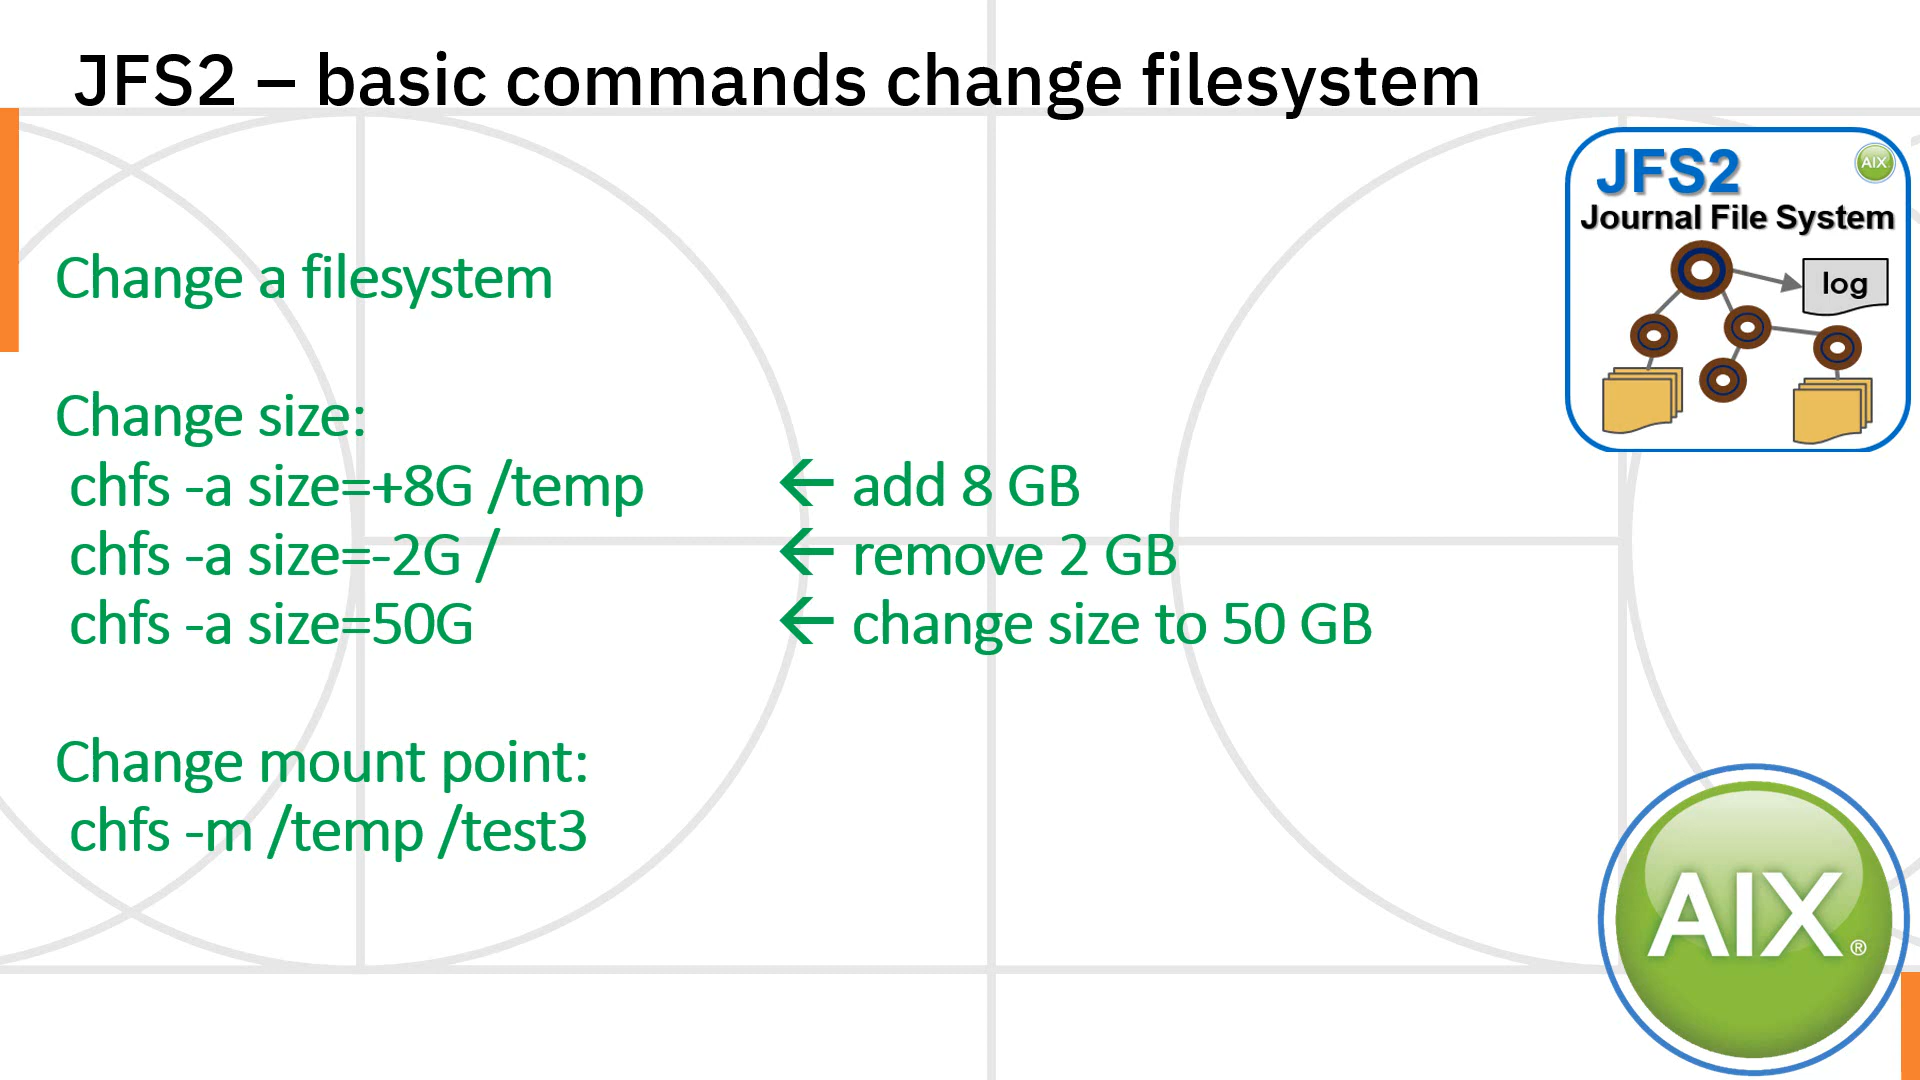 JFS2 – basic commands change filesystem
JFS2
AIX
Journal File System
log
Change a filesystem
Change size:
chfs -a size=+8G /temp ← add 8 GB
chfs -a size=-2G / ← remove 2 GB
chfs -a size=50G ← change size to 50 GB
Change mount point:
chfs -m /temp /test3
AIX®